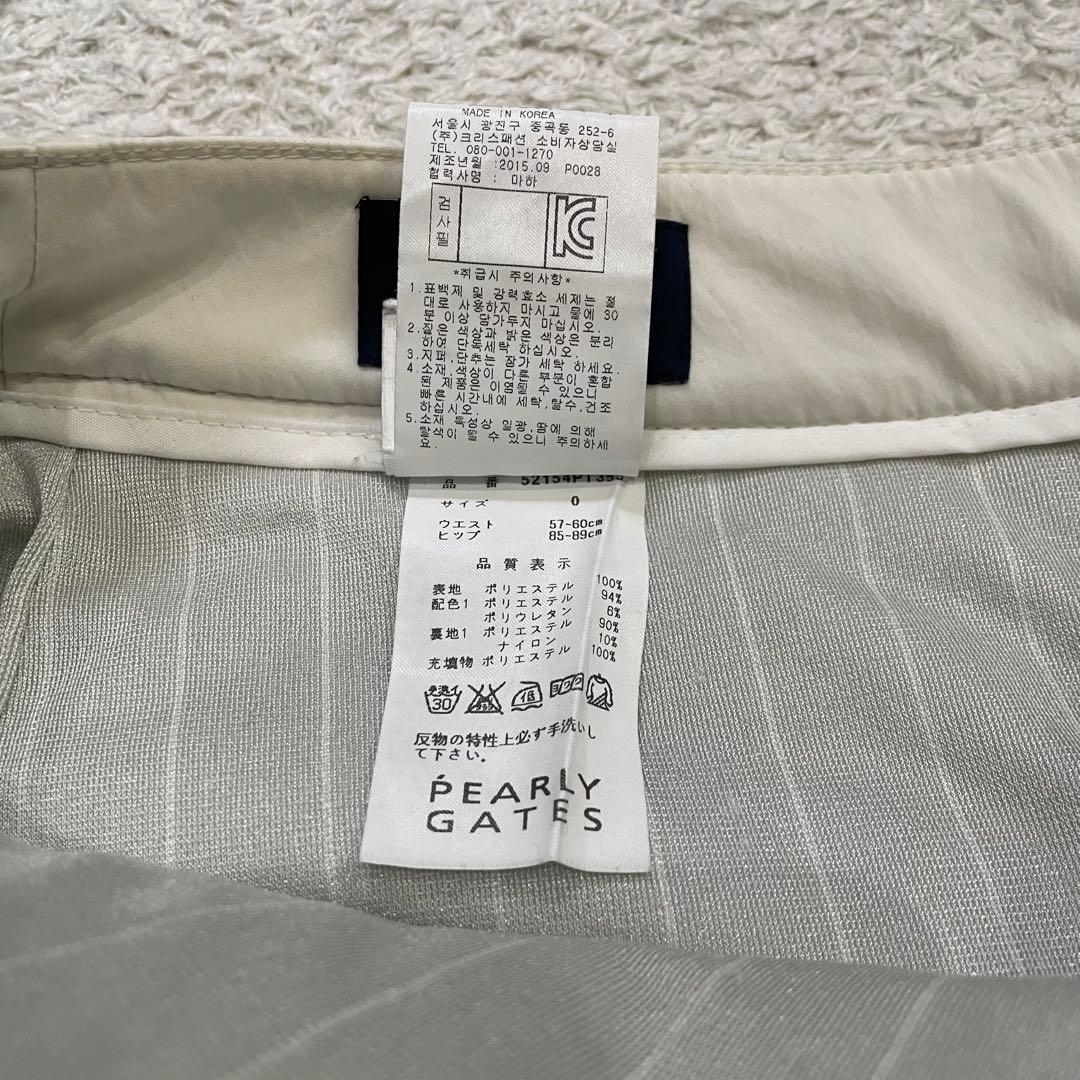 MADE IN KOREA
서울시 광진구 중곡동 252-6
(주)크리스패션 소비자상담실
TEL. 080-001-1270
제조년월 :2015.09 P0028
협력사명 : 마하
검사필
KC
*취급시 주의사항*
1.표백제 및 강력효소 세제는 절
대로 사용하지 마시고 물에 30
분 이상 담가두지 마십시오.
2.짙은 색상과 밝은 색상은 분리
하여 단독세탁 하십시오.
3.지퍼,단추는 잠가 세탁 하세요.
4.소재,색상이 다른 부분이 혼합
된 제품은 이염될 수 있으니
빠른 시간내에 세탁,탈수,건조
하십시오.
5.소재 특성상 일광,땀에 의해
탈색이 될 수 있으니 주의하세
요.
品 番
サイズ 0
ウエスト 57~60cm
ヒップ 85~89cm
品質表示
表地 ポリエステル 100%
配色1 ポリエステル 94%
ポリウレタン 6%
裏地1 ポリエステル 90%
ナイロン 10%
充填物 ポリエステル 100%
手洗イ 30
反物の特性上必ず手洗いし
て下さい。
PEARLY
GATES